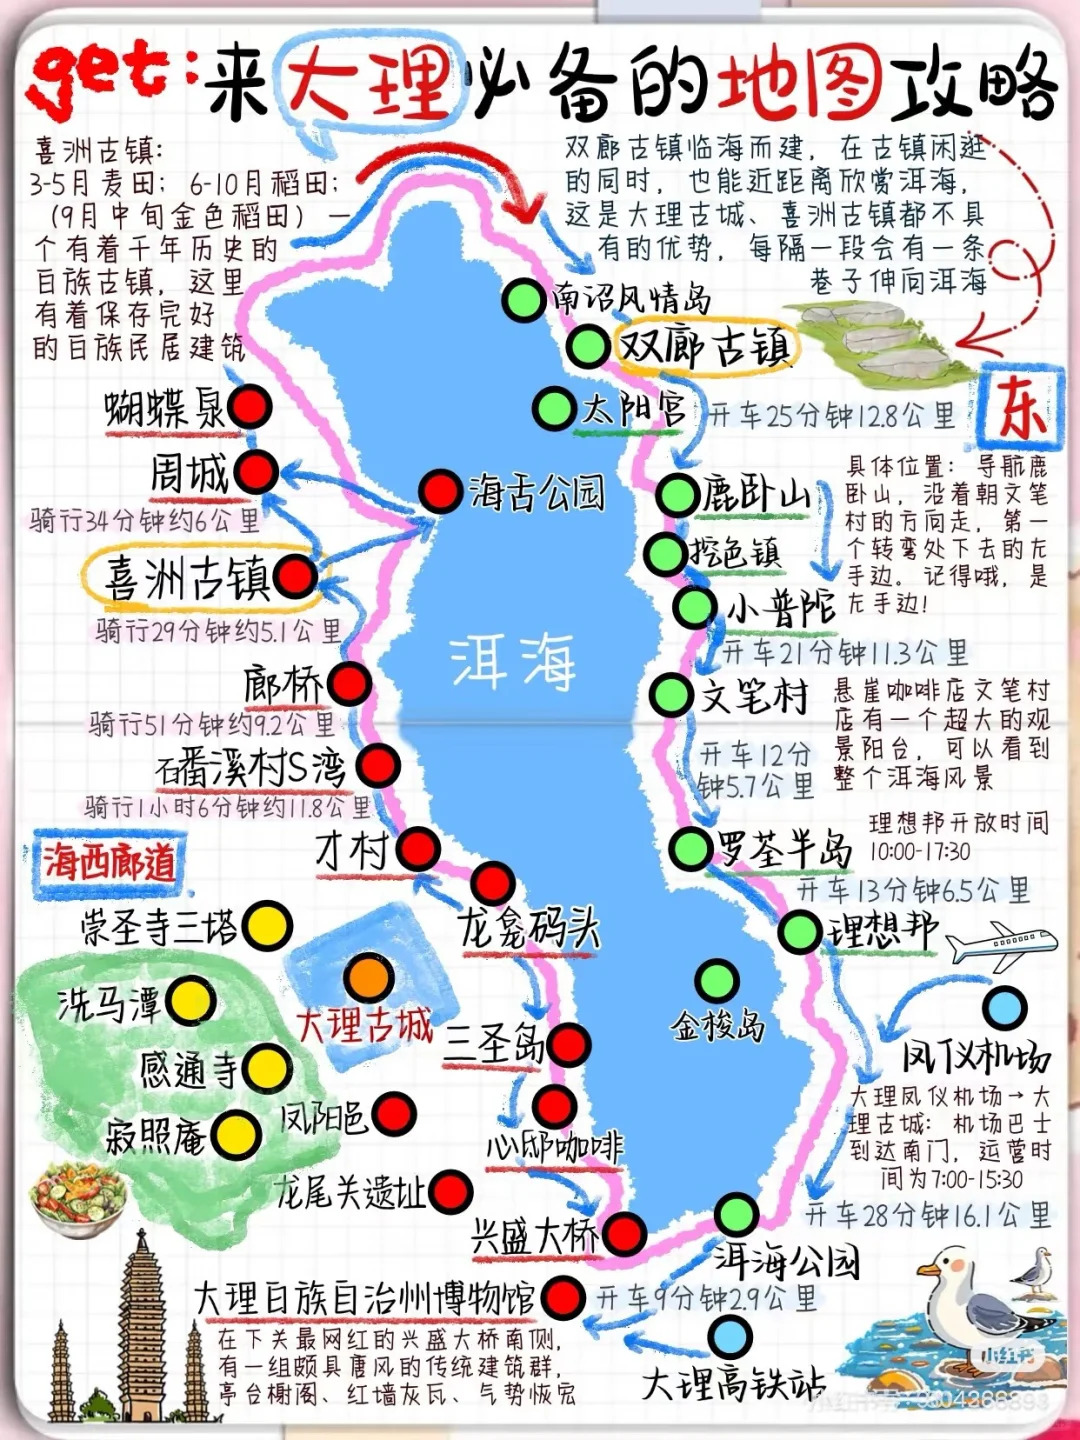 get:来大理必备的地图攻略
喜洲古镇:
3-5月麦田; 6-10月稻田;
(9月中旬金色稻田) 一
个有着千年历史的
白族古镇, 这里
有着保存完好
的白族民居建筑
双廊古镇临海而建, 在古镇闲逛
的同时, 也能近距离欣赏洱海,
这是大理古城、喜洲古镇都不具
有的优势, 每隔一段会有一条
巷子伸向洱海
南沼风情岛
双廊古镇
太阳宫
开车25分钟12.8公里
东
蝴蝶泉
周城
海舌公园
骑行34分钟约6公里
喜洲古镇
骑行29分钟约5.1公里
廊桥
骑行51分钟约9.2公里
磻溪村S湾
骑行1小时6分钟约11.8公里
才村
洱海
鹿卧山
挖色镇
小普陀
具体位置: 导航鹿
卧山, 沿着朝文笔
村的方向走, 第一
个转弯处下去的左
手边。记得哦, 是
左手边!
开车21分钟11.3公里
文笔村
悬崖咖啡店文笔村
店有一个超大的观
景阳台, 可以看到
整个洱海风景
开车12分
钟5.7公里
罗荃半岛
理想邦开放时间
10:00-17:30
开车13分钟6.5公里
理想邦
海西廊道
龙龛码头
崇圣寺三塔
洗马潭
大理古城
感通寺
寂照庵
凤阳邑
三圣岛
心邸咖啡
龙尾关遗址
兴盛大桥
金梭岛
凤仪机场
大理凤仪机场→大
理古城: 机场巴士
到达南门, 运营时
间为7:00-15:30
开车28分钟16.1公里
洱海公园
大理白族自治州博物馆
开车9分钟2.9公里
在下关最网红的兴盛大桥南侧,
有一组颇具唐风的传统建筑群,
亭台榭阁、红墙灰瓦、气势恢宏
大理高铁站
小红书